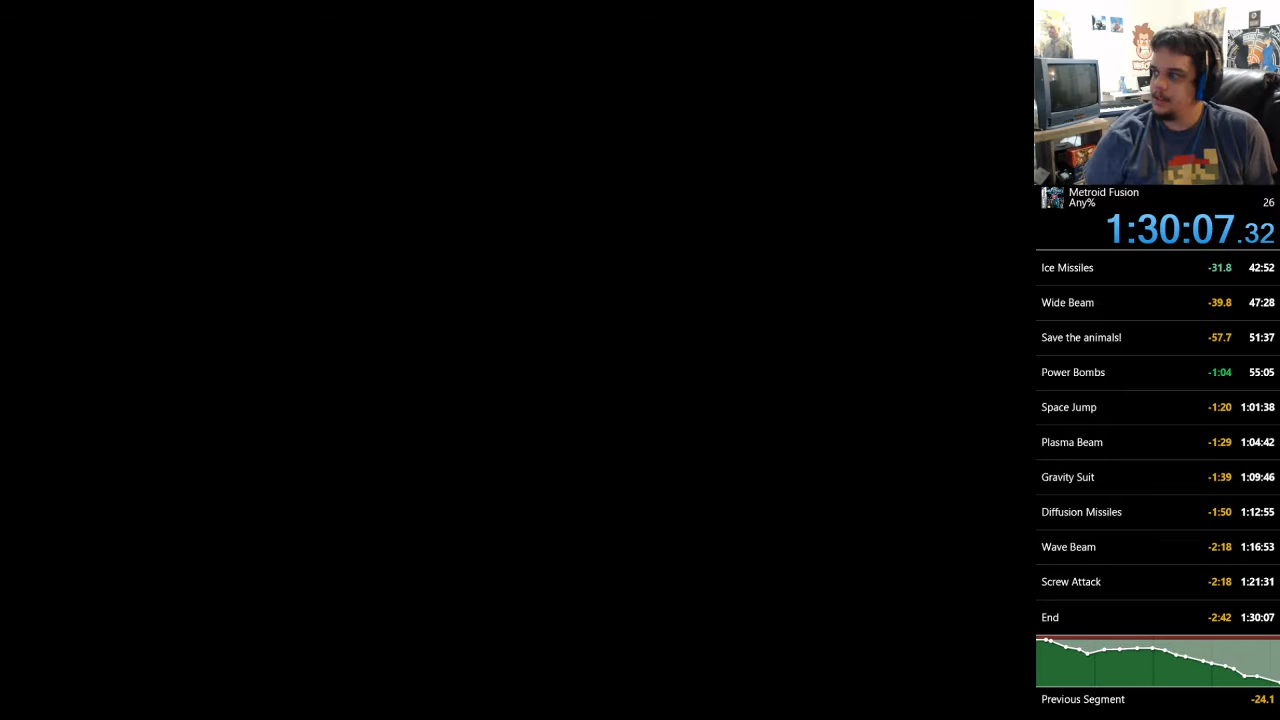 Metroid Fusion
Any% 26
1:30:07.32
Ice Missiles -31.8 42:52
Wide Beam -39.8 47:28
Save the animals! -57.7 51:37
Power Bombs -1:04 55:05
Space Jump -1:20 1:01:38
Plasma Beam -1:29 1:04:42
Gravity Suit -1:39 1:09:46
Diffusion Missiles -1:50 1:12:55
Wave Beam -2:18 1:16:53
Screw Attack -2:18 1:21:31
End -2:42 1:30:07
Previous Segment -24.1